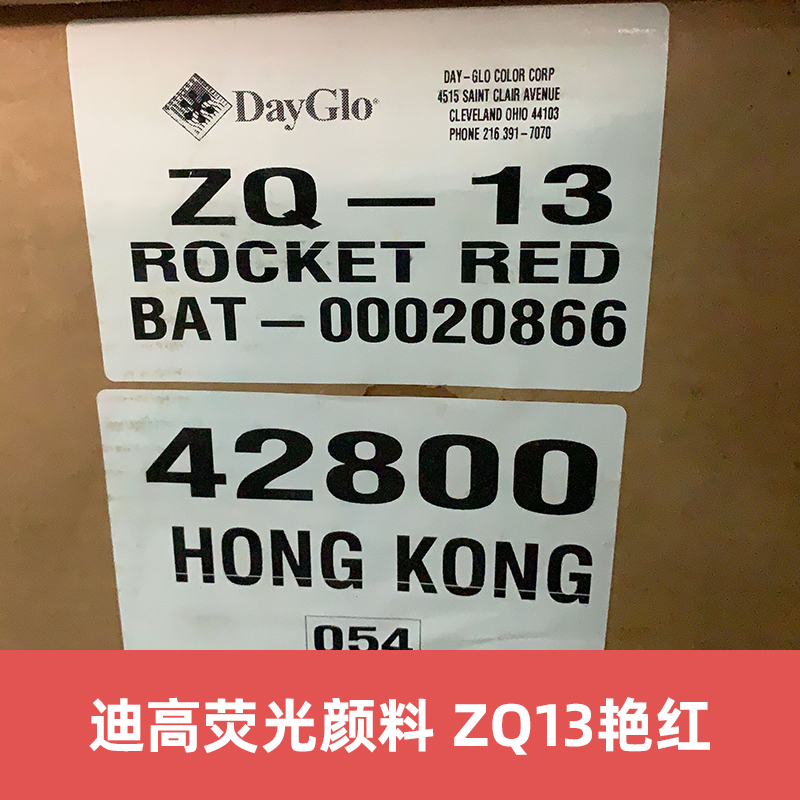 DayGlo®
DAY-GLO COLOR CORP
4515 SAINT CLAIR AVENUE
CLEVELAND OHIO 44103
PHONE 216 391-7070
ZQ — 13
ROCKET RED
BAT — 00020866
42800
HONG KONG
054
迪高荧光颜料 ZQ13艳红